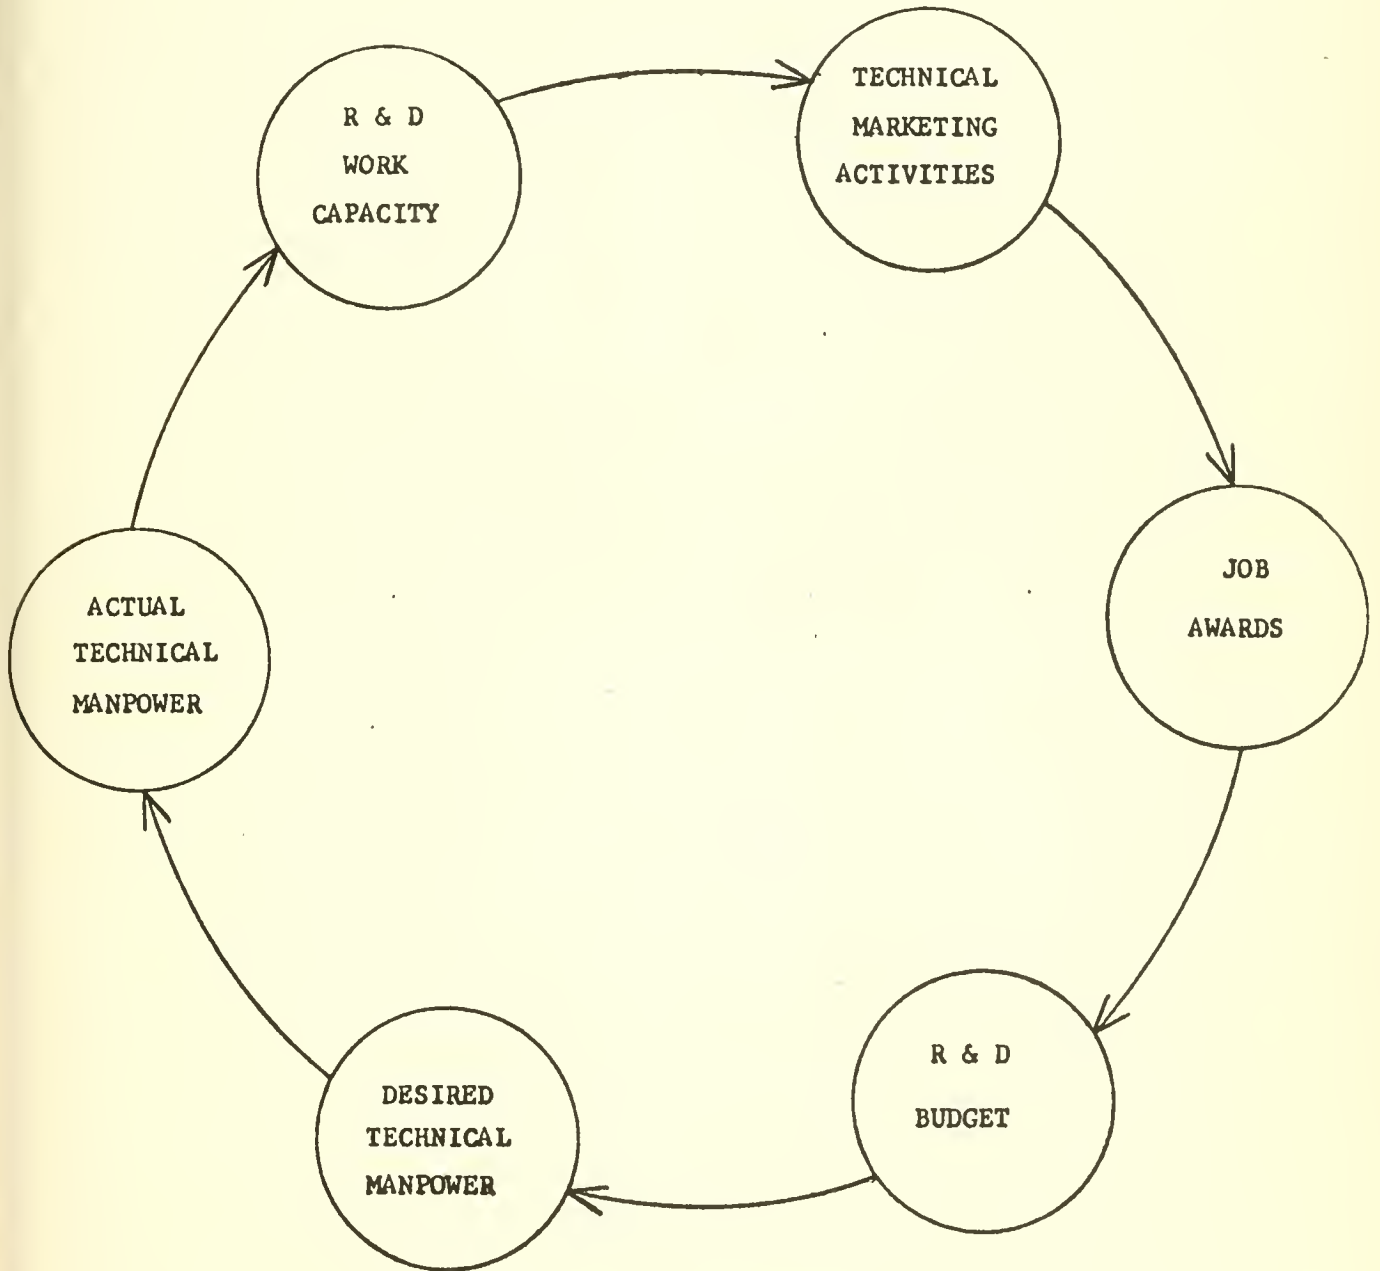 R & D
WORK
CAPACITY
TECHNICAL
MARKETING
ACTIVITIES
JOB
AWARDS
R & D
BUDGET
DESIRED
TECHNICAL
MANPOWER
ACTUAL
TECHNICAL
MANPOWER